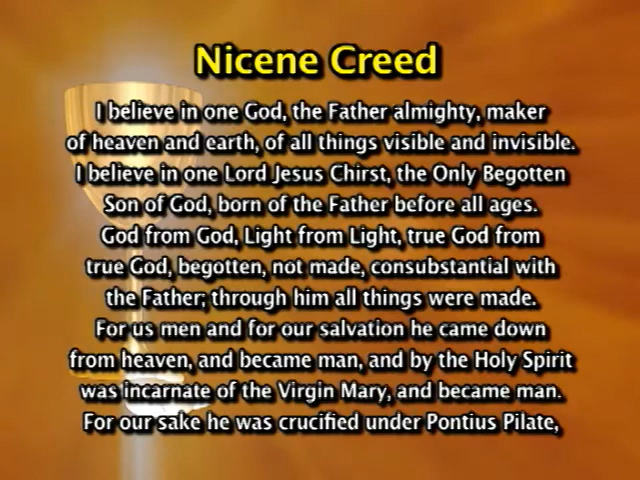 Nicene Creed
I believe in one God, the Father almighty, maker
of heaven and earth, of all things visible and invisible.
I believe in one Lord Jesus Chirst, the Only Begotten
Son of God, born of the Father before all ages.
God from God, Light from Light, true God from
true God, begotten, not made, consubstantial with
the Father; through him all things were made.
For us men and for our salvation he came down
from heaven, and became man, and by the Holy Spirit
was incarnate of the Virgin Mary, and became man.
For our sake he was crucified under Pontius Pilate,